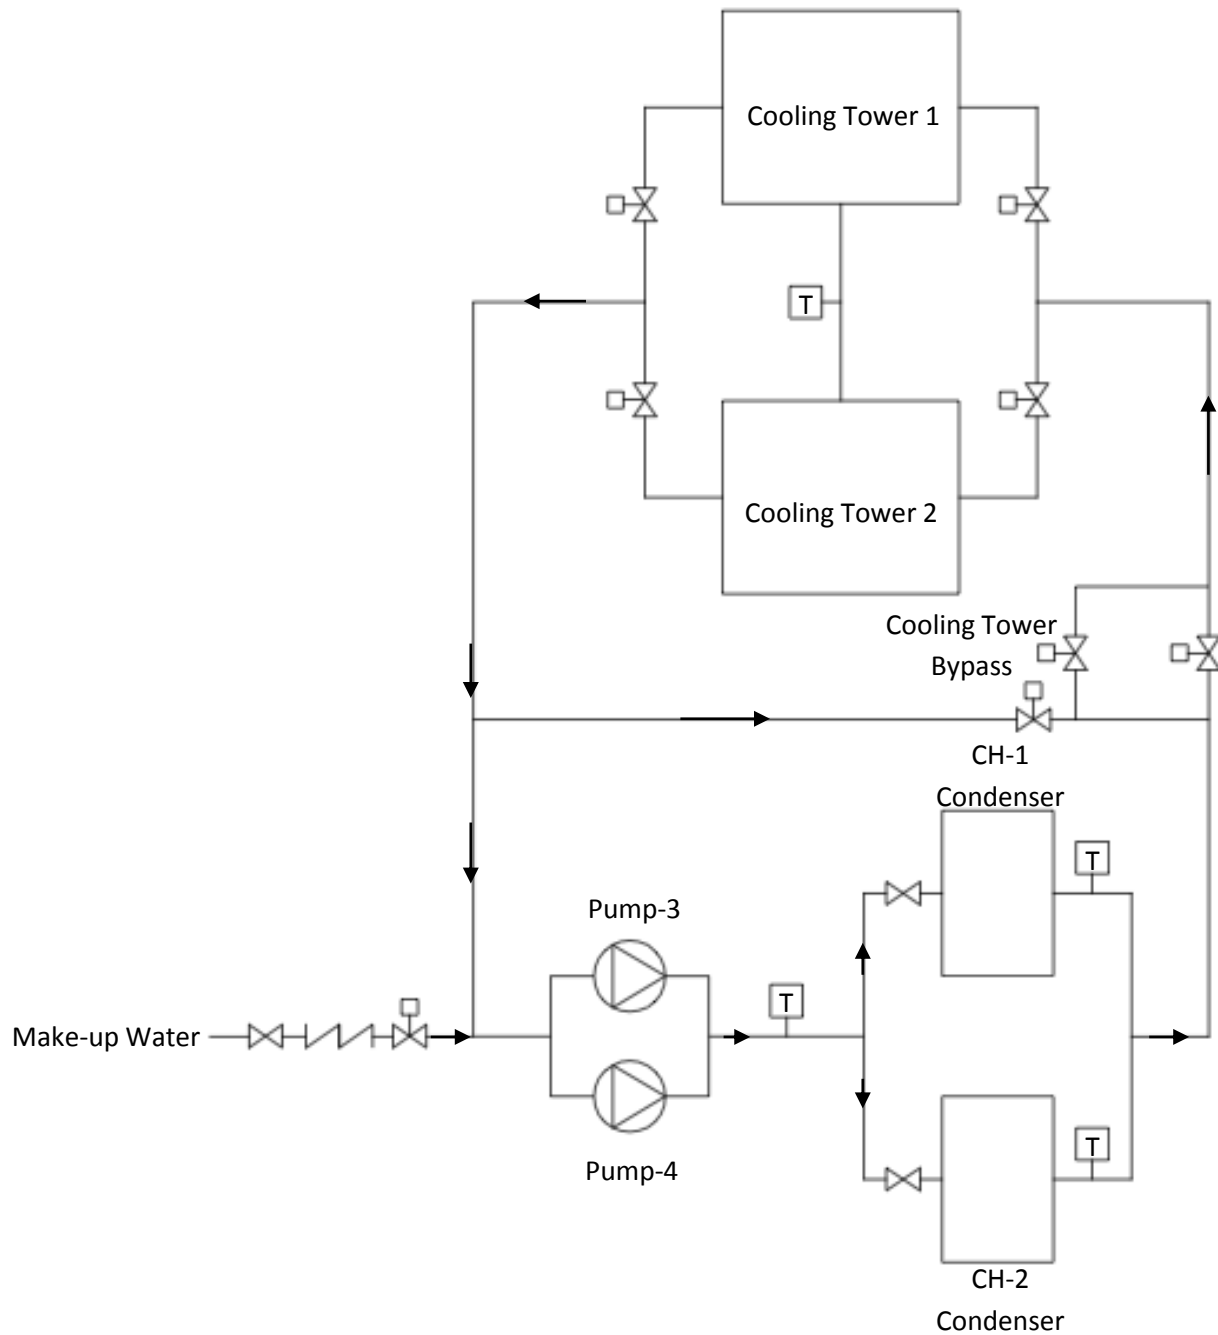 Cooling Tower 1
T
Cooling Tower 2
Cooling Tower
Bypass
CH-1
Condenser
T
Pump-3
T
Make-up Water
T
Pump-4
CH-2
Condenser